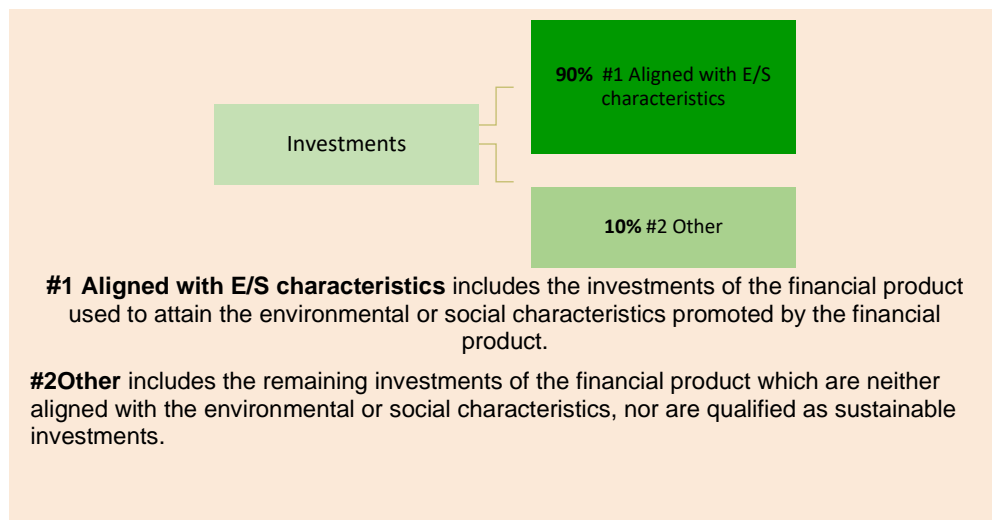 90% #1 Aligned with E/S
characteristics
Investments
10% #2 Other
#1 Aligned with E/S characteristics includes the investments of the financial product
used to attain the environmental or social characteristics promoted by the financial
product.
#2Other includes the remaining investments of the financial product which are neither
aligned with the environmental or social characteristics, nor are qualified as sustainable
investments.